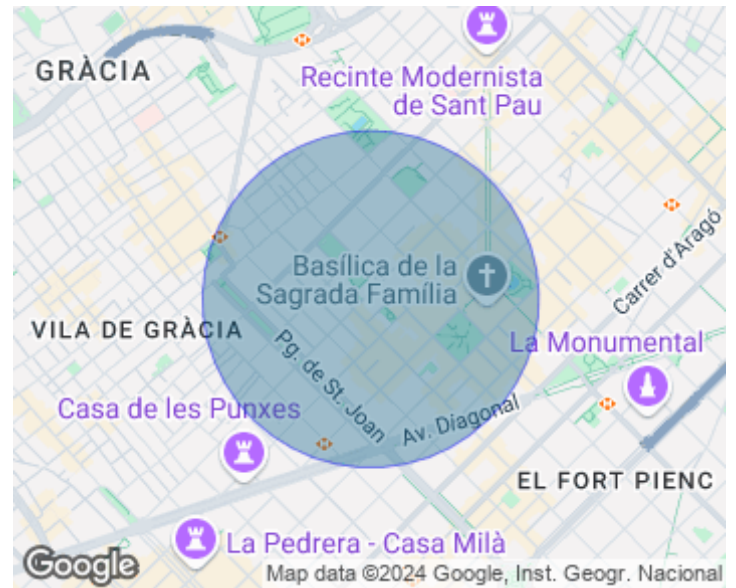 GRÀCIA
Recinte Modernista
de Sant Pau
Basílica de la
Sagrada Família
Carrer d'Aragó
VILA DE GRÀCIA
Pg. de St. Joan
La Monumental
Casa de les Punxes
Av. Diagonal
EL FORT PIENC
La Pedrera - Casa Milà
Google
Map data ©2024 Google, Inst. Geogr. Nacional